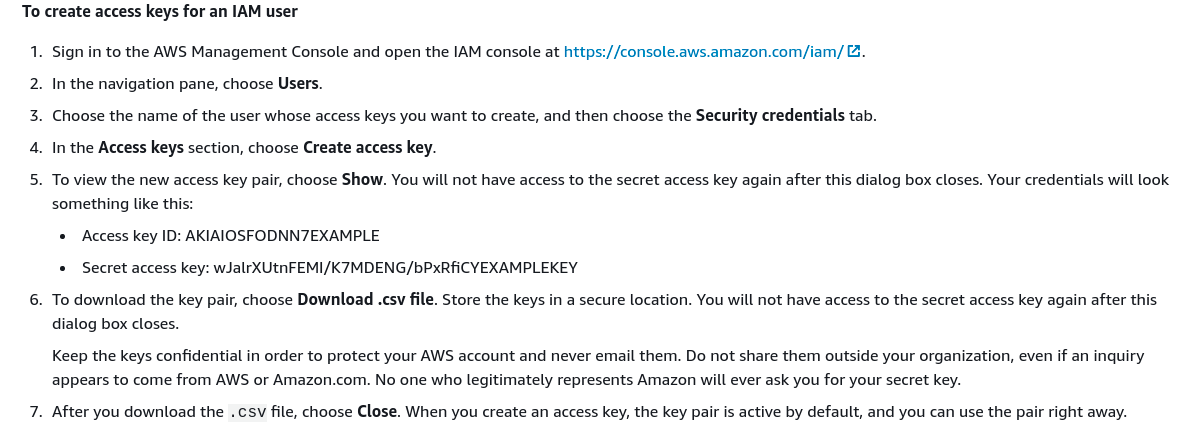 To create access keys for an IAM user
1. Sign in to the AWS Management Console and open the IAM console at https://console.aws.amazon.com/iam/.
2. In the navigation pane, choose Users.
3. Choose the name of the user whose access keys you want to create, and then choose the Security credentials tab.
4. In the Access keys section, choose Create access key.
5. To view the new access key pair, choose Show. You will not have access to the secret access key again after this dialog box closes. Your credentials will look
something like this:
• Access key ID: AKIAIOSFODNN7EXAMPLE
• Secret access key: wJalrXUtnFEMI/K7MDENG/bPxRfiCYEXAMPLEKEY
6. To download the key pair, choose Download .csv file. Store the keys in a secure location. You will not have access to the secret access key again after this
dialog box closes.
Keep the keys confidential in order to protect your AWS account and never email them. Do not share them outside your organization, even if an inquiry
appears to come from AWS or Amazon.com. No one who legitimately represents Amazon will ever ask you for your secret key.
7. After you download the .csv file, choose Close. When you create an access key, the key pair is active by default, and you can use the pair right away.